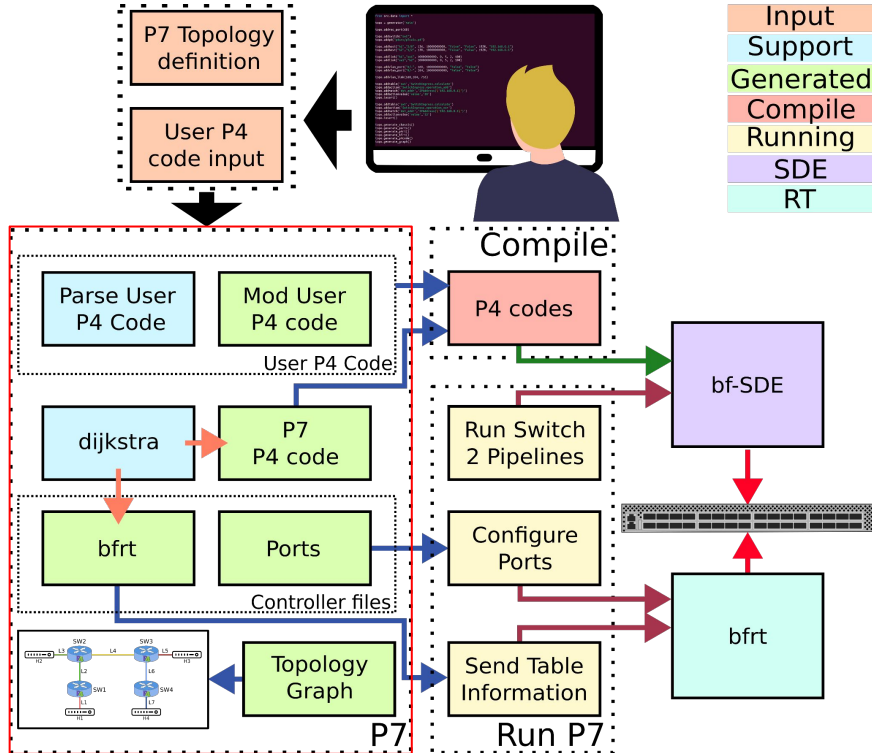 P7 Topology
definition
User P4
code input
Input
Support
Generated
Compile
Running
SDE
RT
Compile
Parse User
P4 Code
Mod User
P4 code
User P4 Code
P4 codes
bf-SDE
dijkstra
P7
P4 code
Run Switch
2 Pipelines
bfrt
Ports
Controller files
Configure
Ports
bfrt
SW2
SW3
L3
L4
L5
H2
H3
L2
L6
SW1
SW4
L1
L7
H1
H4
Topology
Graph
Send Table
Information
P7
Run P7